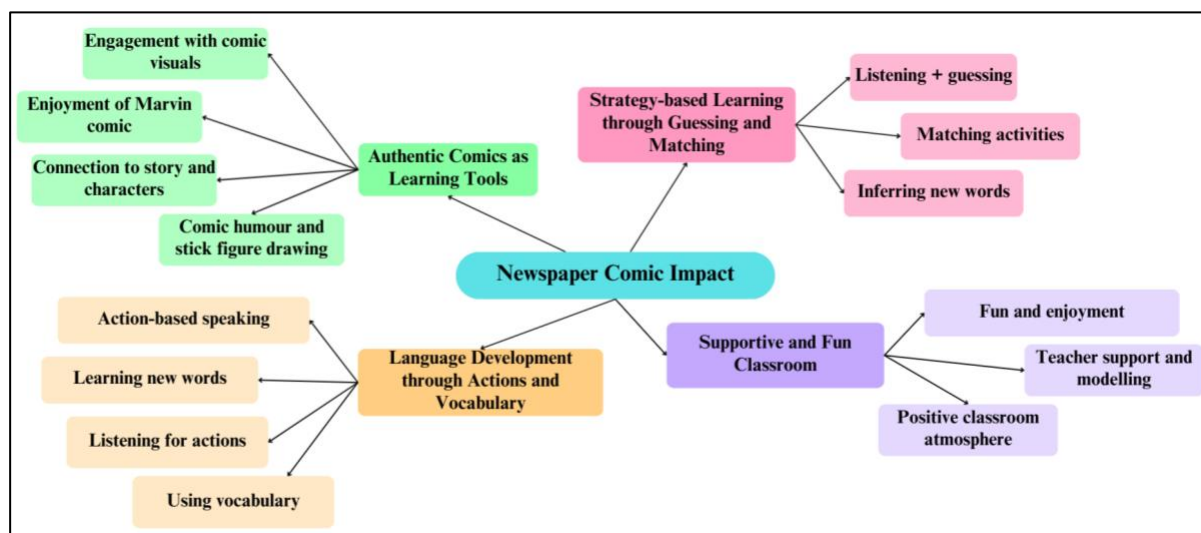 Engagement with comic
visuals
Enjoyment of Marvin
comic
Connection to story and
characters
Comic humour and
stick figure drawing
Authentic Comics as
Learning Tools
Strategy-based Learning
through Guessing and
Matching
Listening + guessing
Matching activities
Inferring new words
Newspaper Comic Impact
Action-based speaking
Learning new words
Listening for actions
Using vocabulary
Language Development
through Actions and
Vocabulary
Supportive and Fun
Classroom
Fun and enjoyment
Teacher support and
modelling
Positive classroom
atmosphere